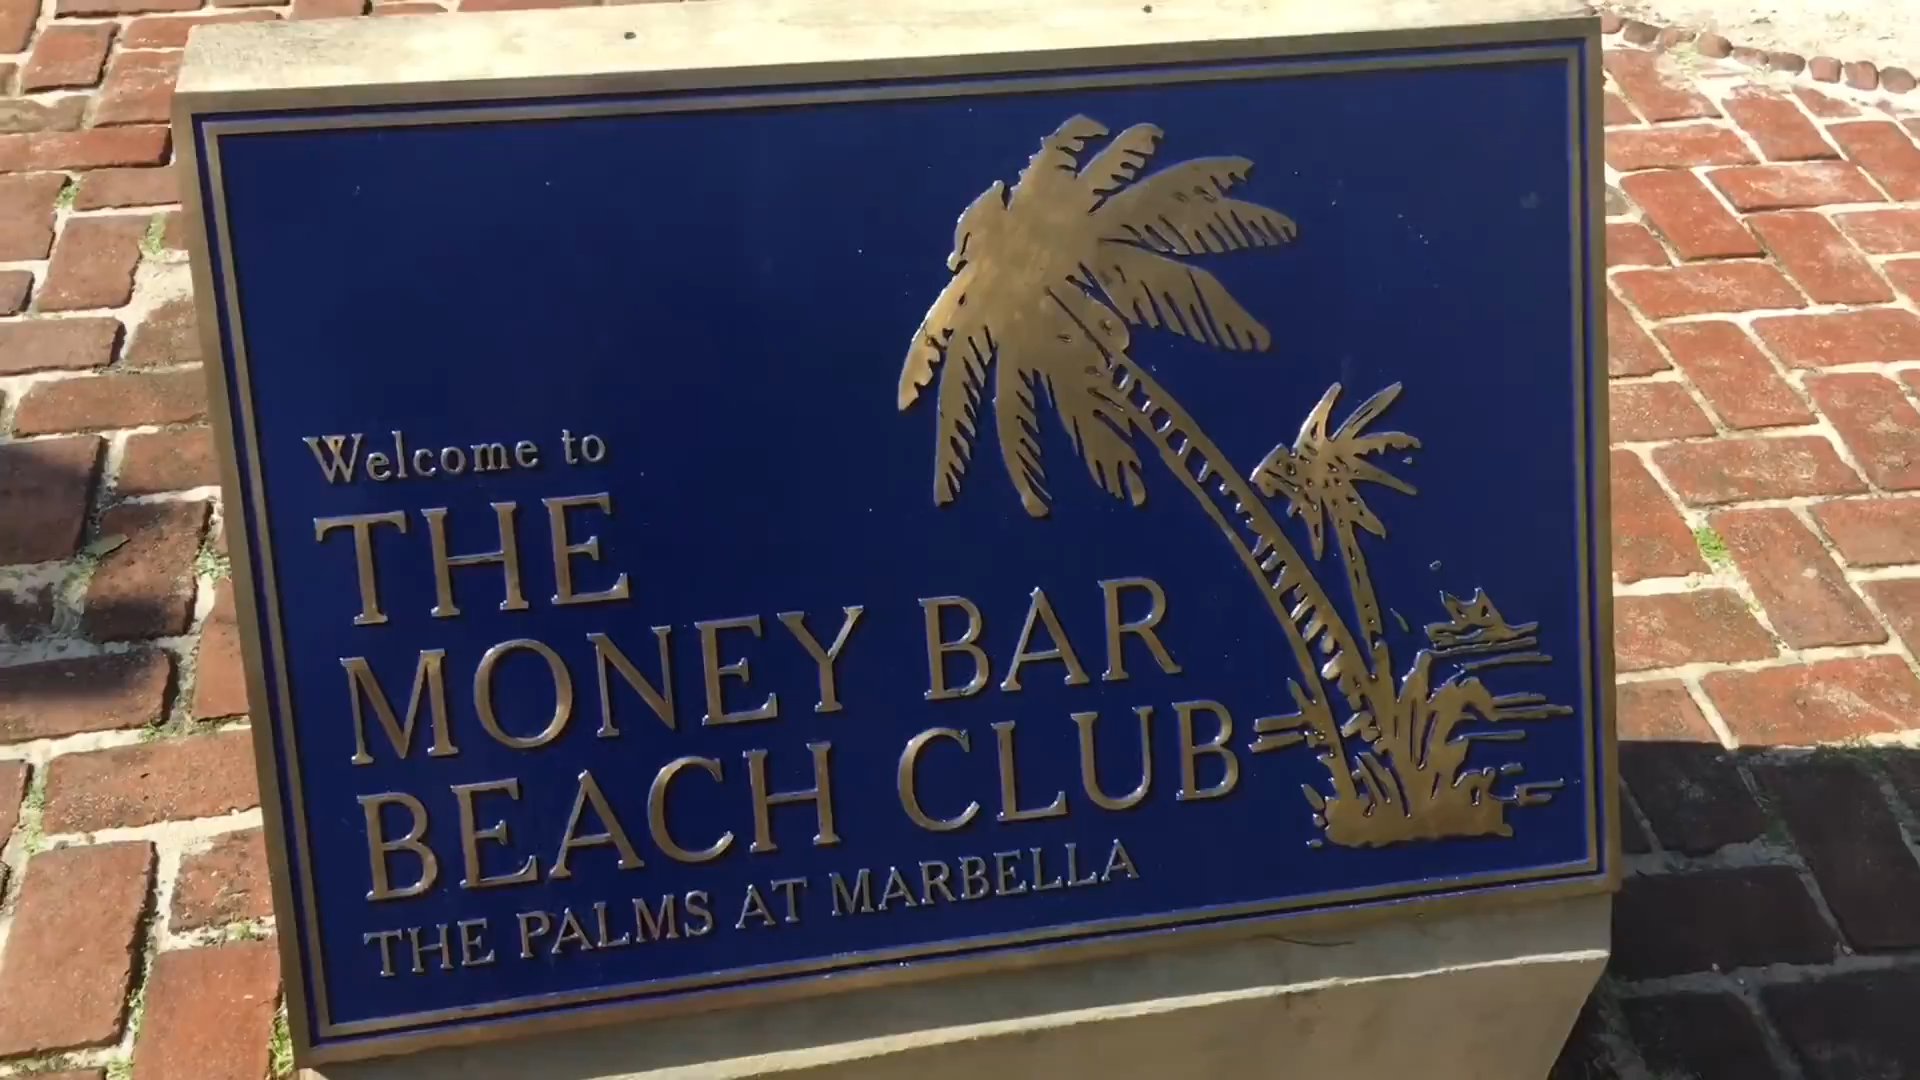 Welcome to
THE
MONEY BAR
BEACH CLUB
THE PALMS AT MARBELLA